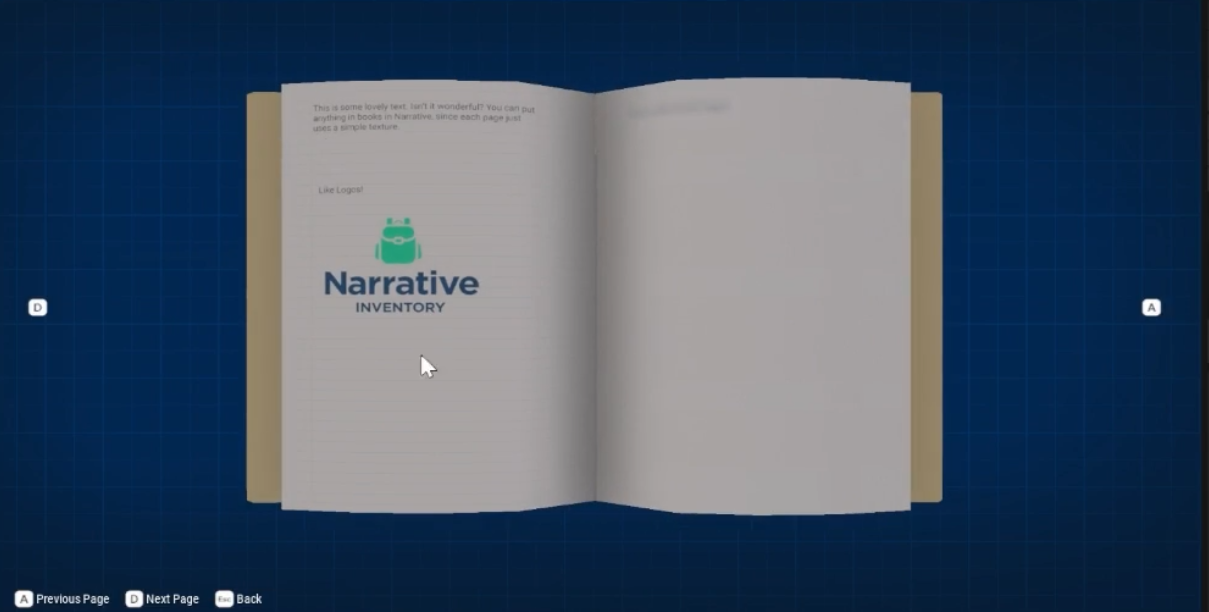 This is some lovely text. Isn't it wonderful? You can put
anything in books in Narrative, since each page just
uses a simple texture.
Like Logos!
Narrative
INVENTORY
D
A
A Previous Page D Next Page Esc Back